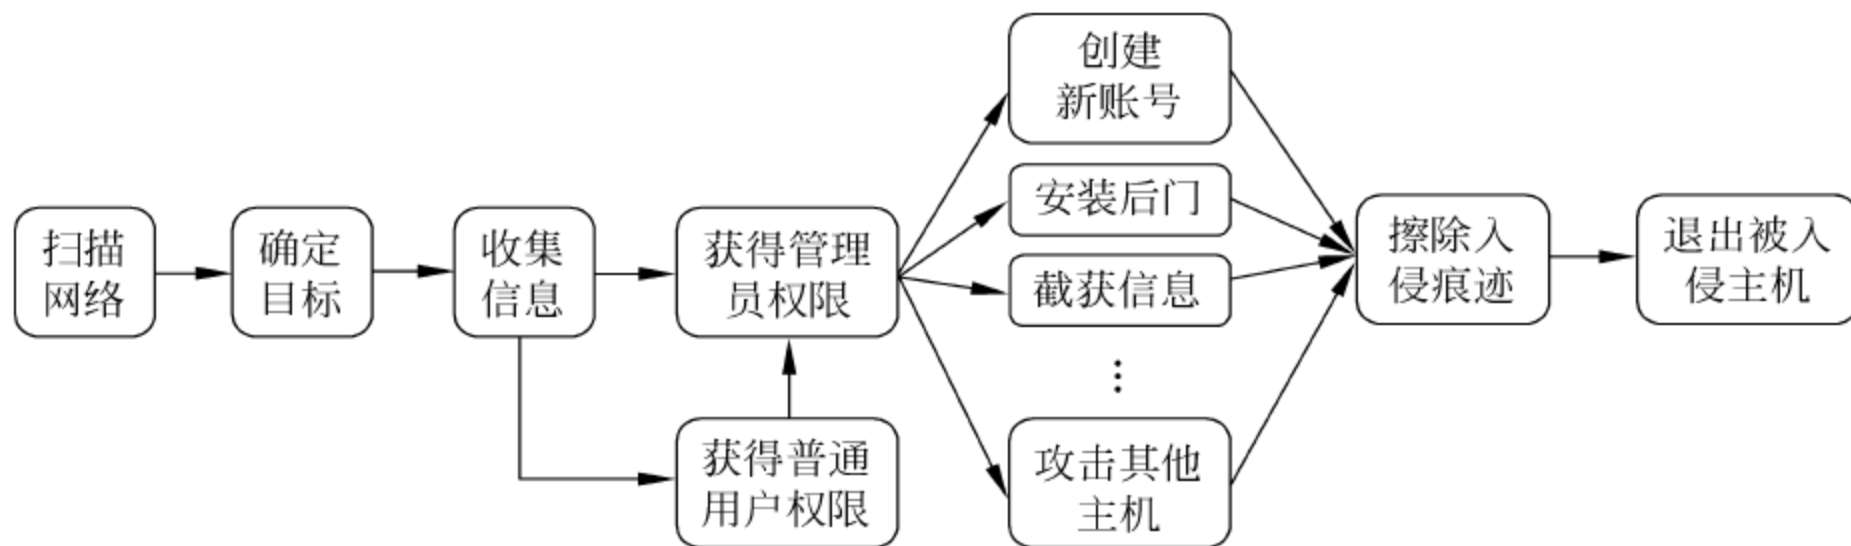 扫描
网络
确定
目标
收集
信息
获得管理
员权限
获得普通
用户权限
创建
新账号
安装后门
截获信息
⋮
攻击其他
主机
擦除入
侵痕迹
退出被入
侵主机